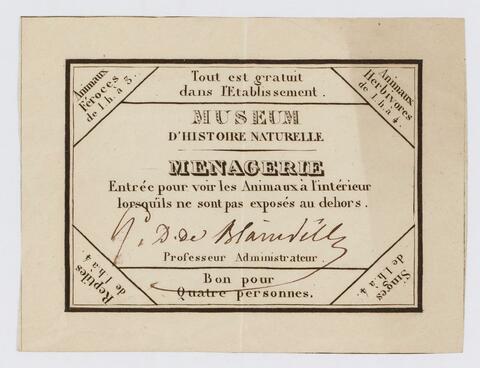 Animaux
Féroces
de 1. h. à 3.
Tout est gratuit
dans l'Etablissement.
Animaux
Herbivores
de 1. h. à 4.
MUSEUM
D'HISTOIRE NATURELLE
MENAGERIE
Entrée pour voir les Animaux à l'intérieur
lorsqu'ils ne sont pas exposés au dehors.
D. de Blainville
Professeur Administrateur.
Reptiles
de 1 h. à 4.
Bon pour
Quatre personnes.
Singes
de 1. h. à 4.